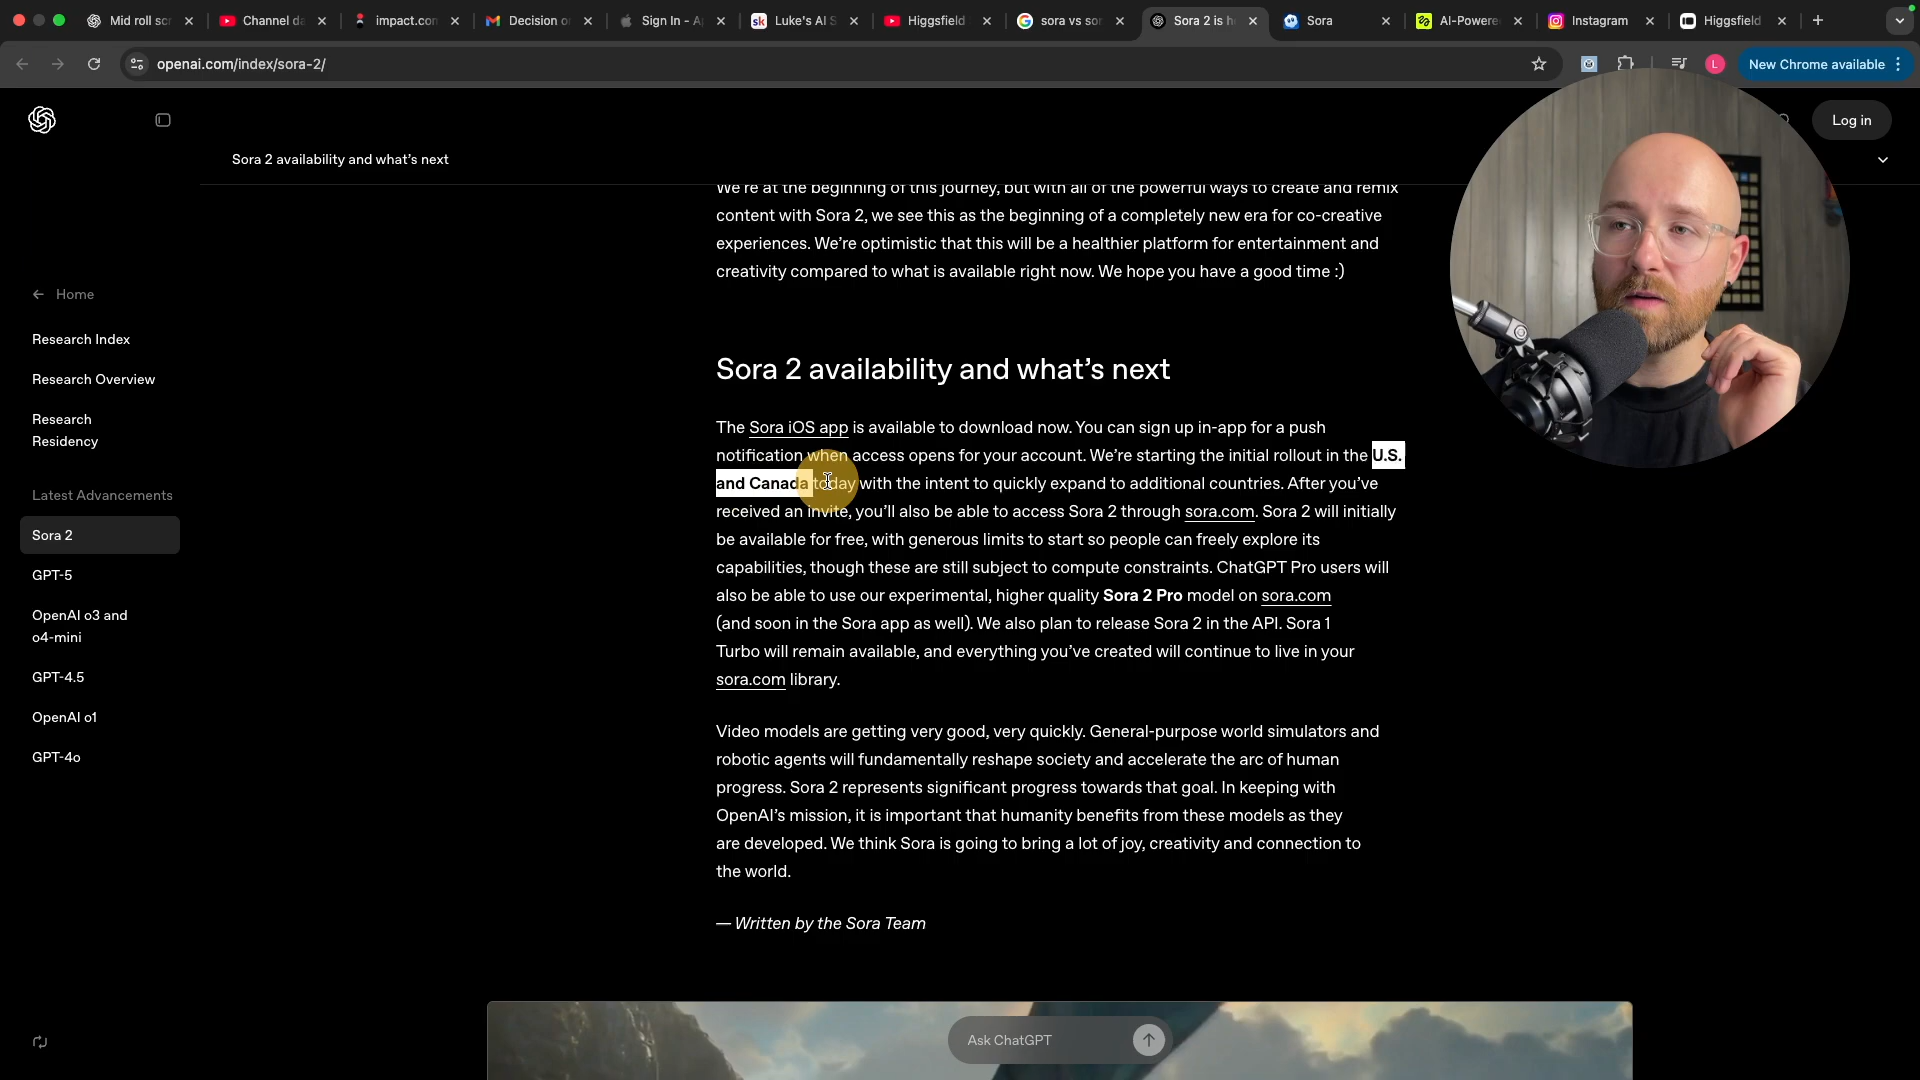 Mid roll scr
Channel da
impact.con
Decision o
Sign In - A
sk
Luke's AI S
Higgsfield
sora vs sor
Sora 2 is h
Sora
AI-Powere
Instagram
Higgsfield
openai.com/index/sora-2/
L
New Chrome available
Log in
Sora 2 availability and what's next
Home
Research Index
Research Overview
Research
Residency
Latest Advancements
Sora 2
GPT-5
OpenAI o3 and
o4-mini
GPT-4.5
OpenAI o1
GPT-4o
We're at the beginning of this journey, but with all of the powerful ways to create and remix
content with Sora 2, we see this as the beginning of a completely new era for co-creative
experiences. We're optimistic that this will be a healthier platform for entertainment and
creativity compared to what is available right now. We hope you have a good time :)
Sora 2 availability and what's next
The Sora iOS app is available to download now. You can sign up in-app for a push
notification when access opens for your account. We're starting the initial rollout in the U.S.
and Canada today with the intent to quickly expand to additional countries. After you've
received an invite, you'll also be able to access Sora 2 through sora.com. Sora 2 will initially
be available for free, with generous limits to start so people can freely explore its
capabilities, though these are still subject to compute constraints. ChatGPT Pro users will
also be able to use our experimental, higher quality Sora 2 Pro model on sora.com
(and soon in the Sora app as well). We also plan to release Sora 2 in the API. Sora 1
Turbo will remain available, and everything you've created will continue to live in your
sora.com library.
Video models are getting very good, very quickly. General-purpose world simulators and
robotic agents will fundamentally reshape society and accelerate the arc of human
progress. Sora 2 represents significant progress towards that goal. In keeping with
OpenAI's mission, it is important that humanity benefits from these models as they
are developed. We think Sora is going to bring a lot of joy, creativity and connection to
the world.
— Written by the Sora Team
Ask ChatGPT